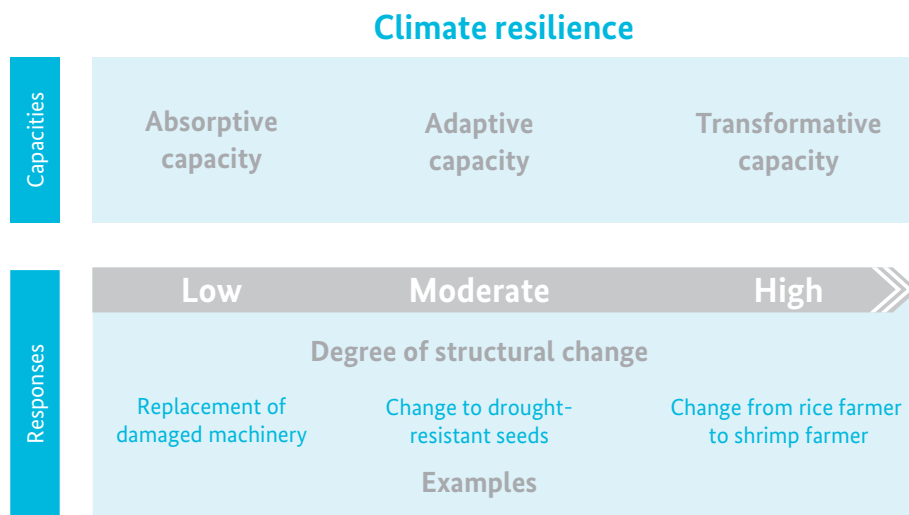 Climate resilience
Capacities
Absorptive
capacity
Adaptive
capacity
Transformative
capacity
Responses
Low
Moderate
High
Degree of structural change
Replacement of
damaged machinery
Change to drought-
resistant seeds
Change from rice farmer
to shrimp farmer
Examples